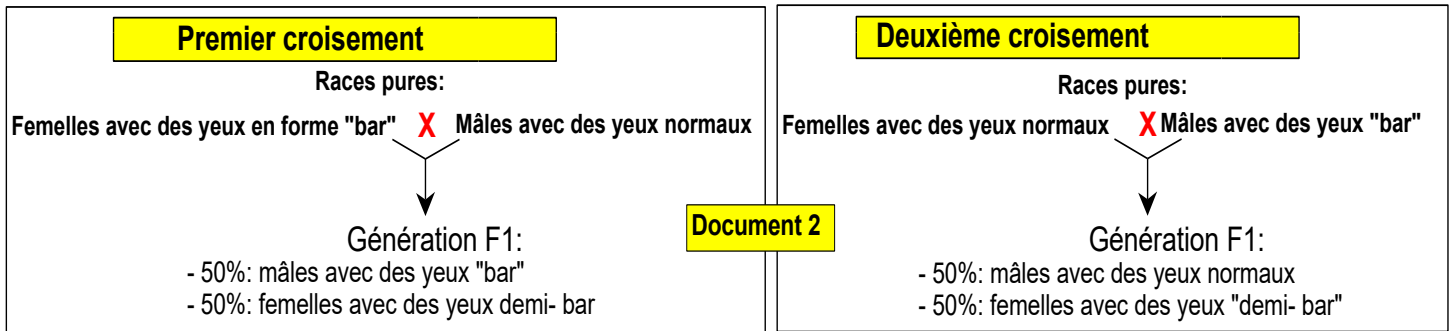 Premier croisement
Races pures:
Femelles avec des yeux en forme "bar" X Mâles avec des yeux normaux
Génération F1:
- 50%: mâles avec des yeux "bar"
- 50%: femelles avec des yeux demi- bar
Document 2
Deuxième croisement
Races pures:
Femelles avec des yeux normaux X Mâles avec des yeux "bar"
Génération F1:
- 50%: mâles avec des yeux normaux
- 50%: femelles avec des yeux "demi- bar"